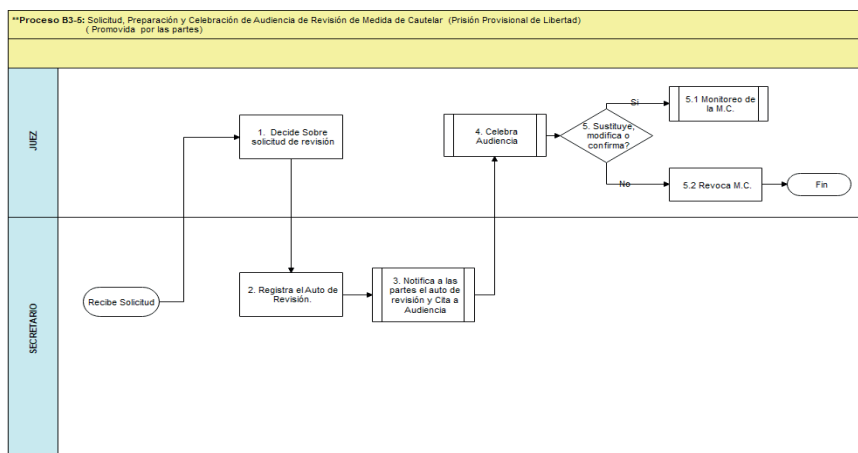 **Proceso B3-5: Solicitud, Preparación y Celebración de Audiencia de Revisión de Medida de Cautelar (Prisión Provisional de Libertad)
( Promovida por las partes)
JUEZ
1. Decide Sobre
solicitud de revisión
4. Celebra
Audiencia
5. Sustituye,
modifica o
confirma?
Si
5.1 Monitoreo de
la M.C.
No
5.2 Revoca M.C.
Fin
SECRETARIO
Recibe Solicitud
2. Registra el Auto de
Revisión.
3. Notifica a las
partes el auto de
revisión y Cita a
Audiencia